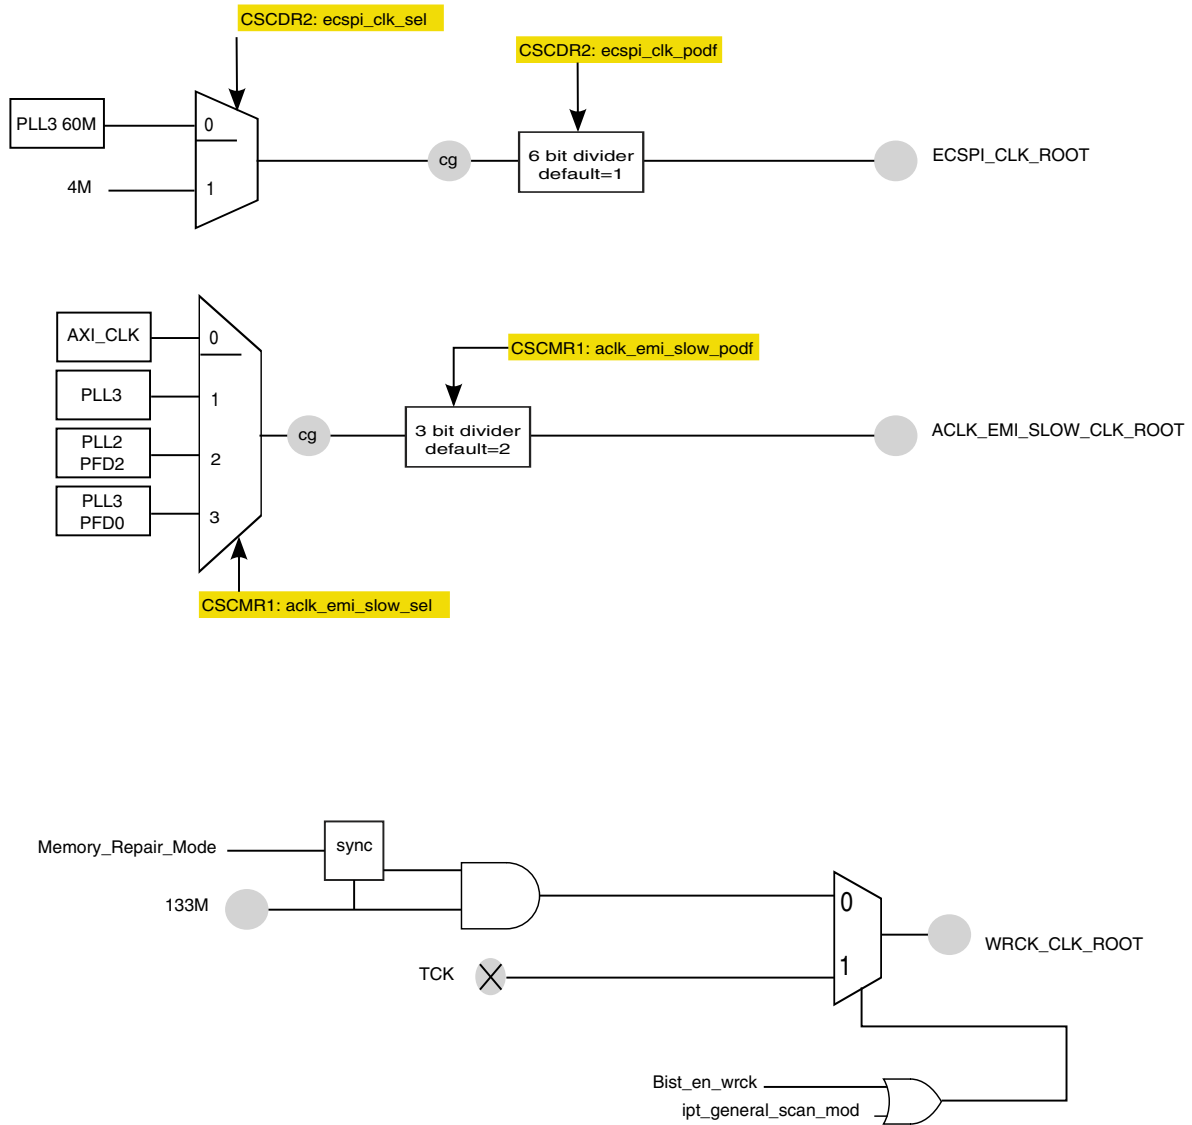 CSCDR2: ecspi_clk_sel
CSCDR2: ecspi_clk_podf
PLL3 60M
0
4M
1
cg
6 bit divider
default=1
ECSPI_CLK_ROOT
AXI_CLK
0
PLL3
1
PLL2
PFD2
2
PLL3
PFD0
3
cg
CSCMR1: aclk_emi_slow_podf
3 bit divider
default=2
ACLK_EMI_SLOW_CLK_ROOT
CSCMR1: aclk_emi_slow_sel
Memory_Repair_Mode
sync
133M
0
1
TCK
WRCK_CLK_ROOT
Bist_en_wrck
ipt_general_scan_mod